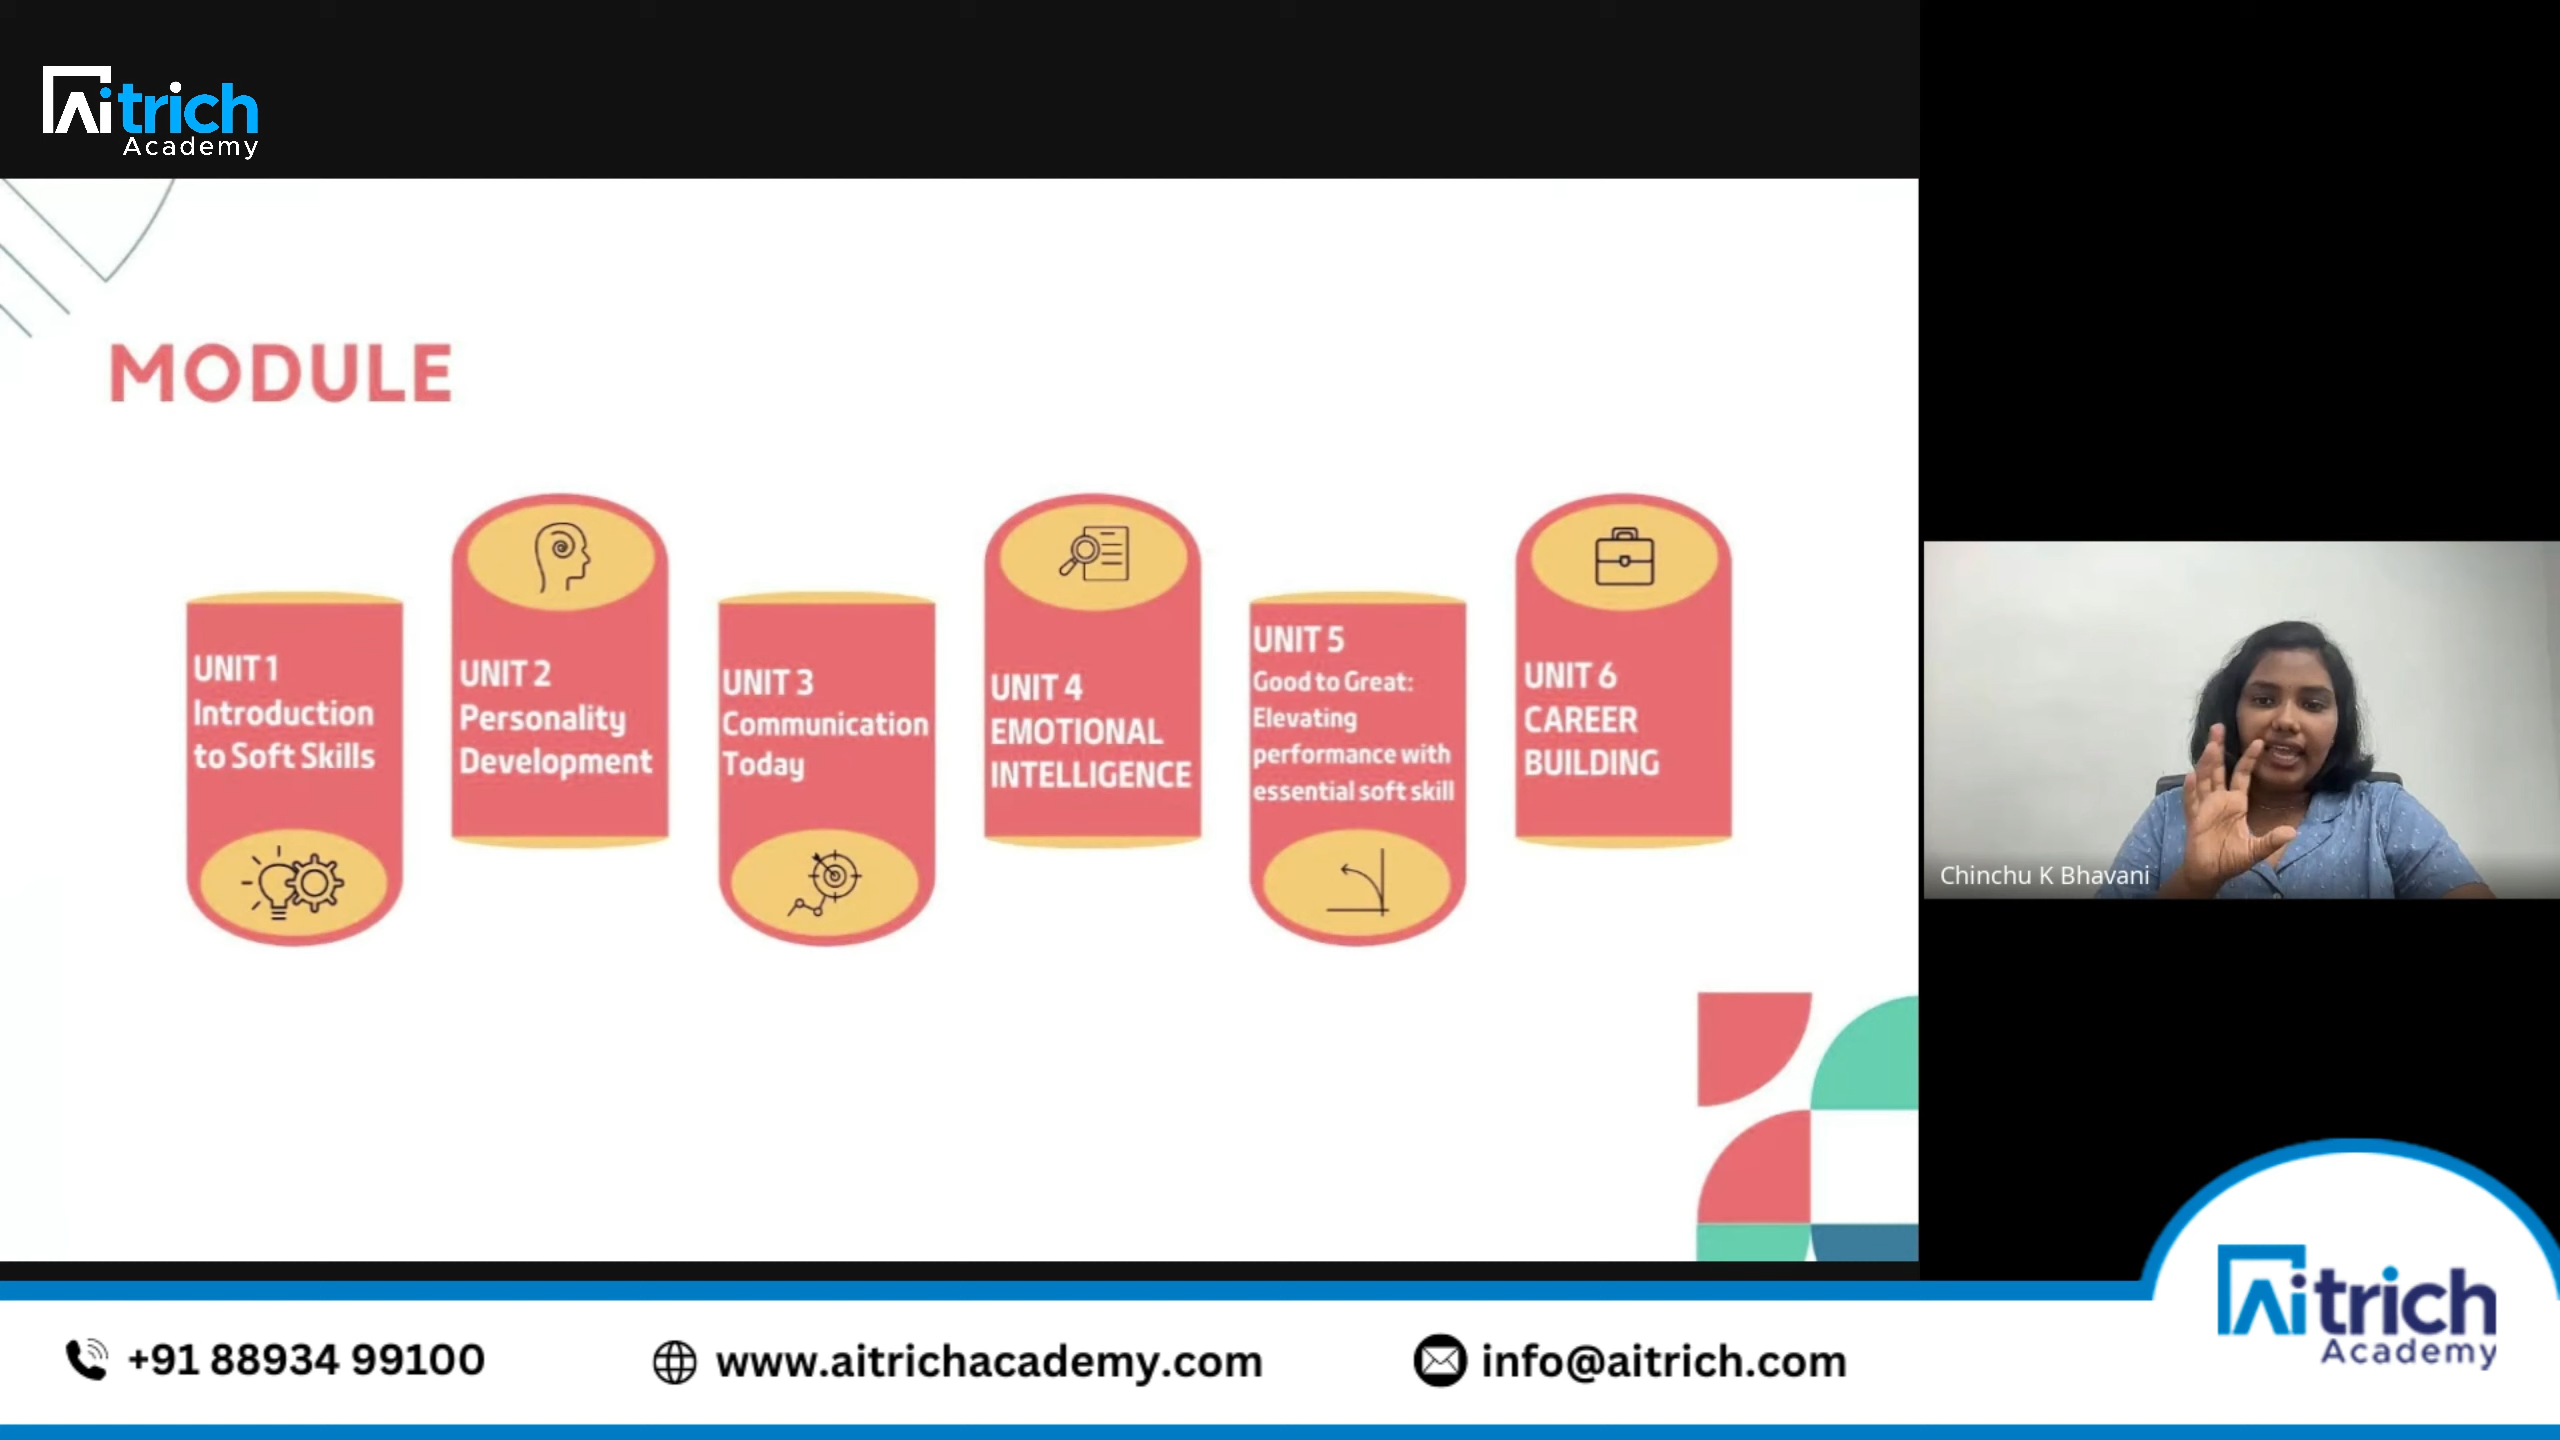 Aitrich
Academy
MODULE
UNIT 1
Introduction
to Soft Skills
UNIT 2
Personality
Development
UNIT 3
Communication
Today
UNIT 4
EMOTIONAL
INTELLIGENCE
UNIT 5
Good to Great:
Elevating
performance with
essential soft skill
UNIT 6
CAREER
BUILDING
Chinchu K Bhavani
+91 88934 99100
www.aitrichacademy.com
info@aitrich.com
Aitrich
Academy